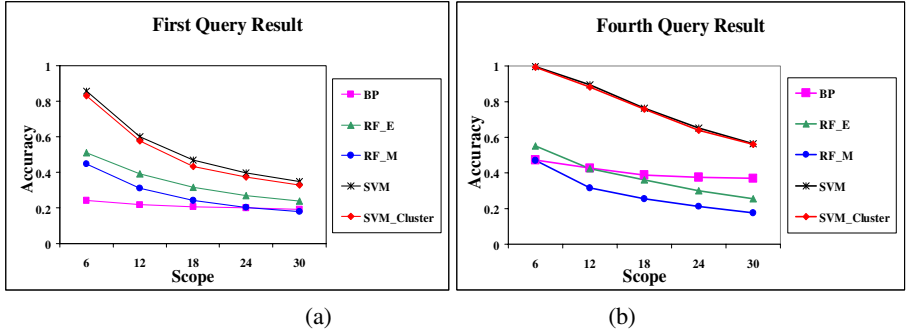 First Query Result
1
0.8
0.6
0.4
0.2
0
Accuracy
6 12 18 24 30
Scope
BP
RF_E
RF_M
SVM
SVM_Cluster
(a)
Fourth Query Result
1
0.8
0.6
0.4
0.2
0
Accuracy
6 12 18 24 30
Scope
BP
RF_E
RF_M
SVM
SVM_Cluster
(b)